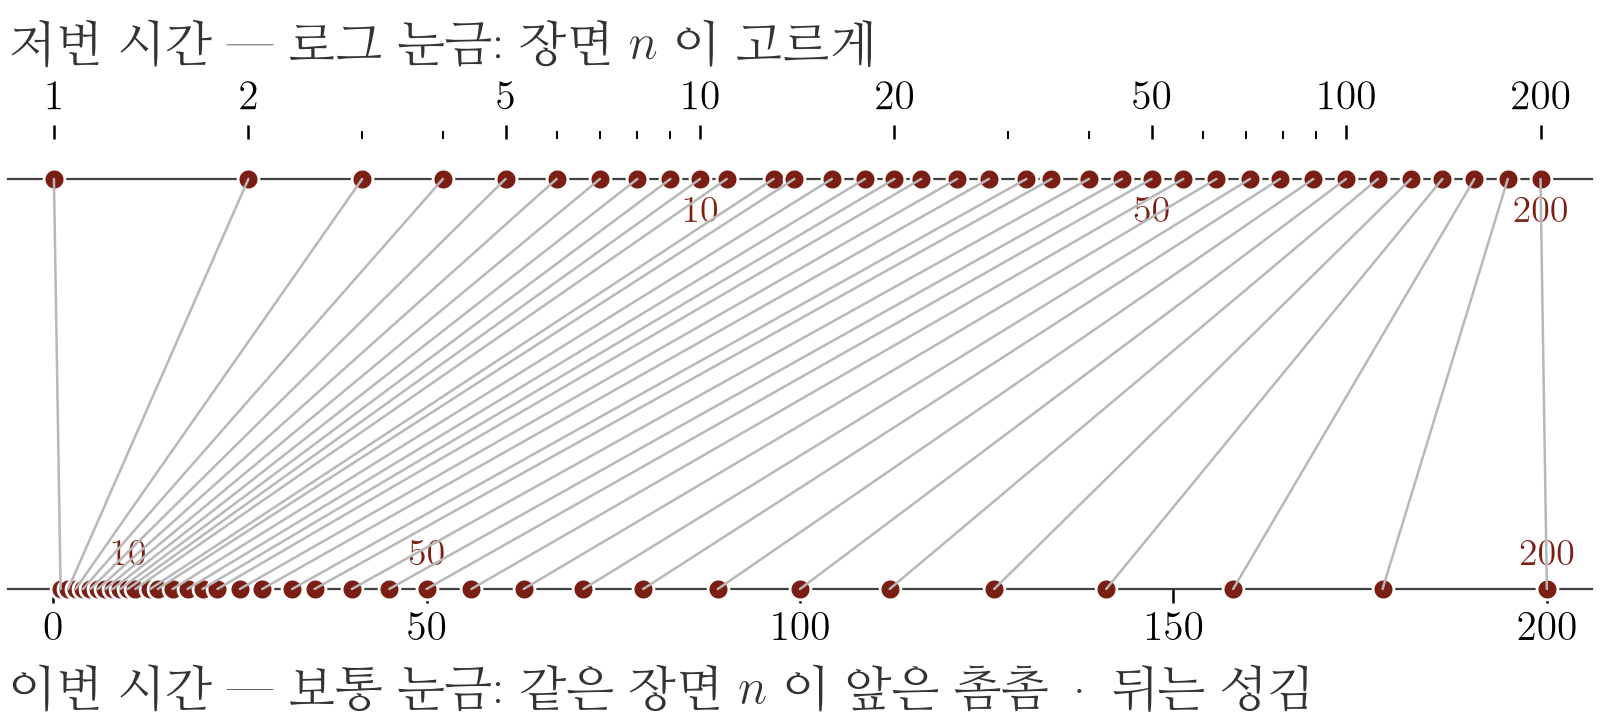 저번 시간 — 로그 눈금: 장면 n 이 고르게
1 2 5 10 20 50 100 200
10 50 200
10 50 200
0 50 100 150 200
이번 시간 — 보통 눈금: 같은 장면 n 이 앞은 촘촘 · 뒤는 성김